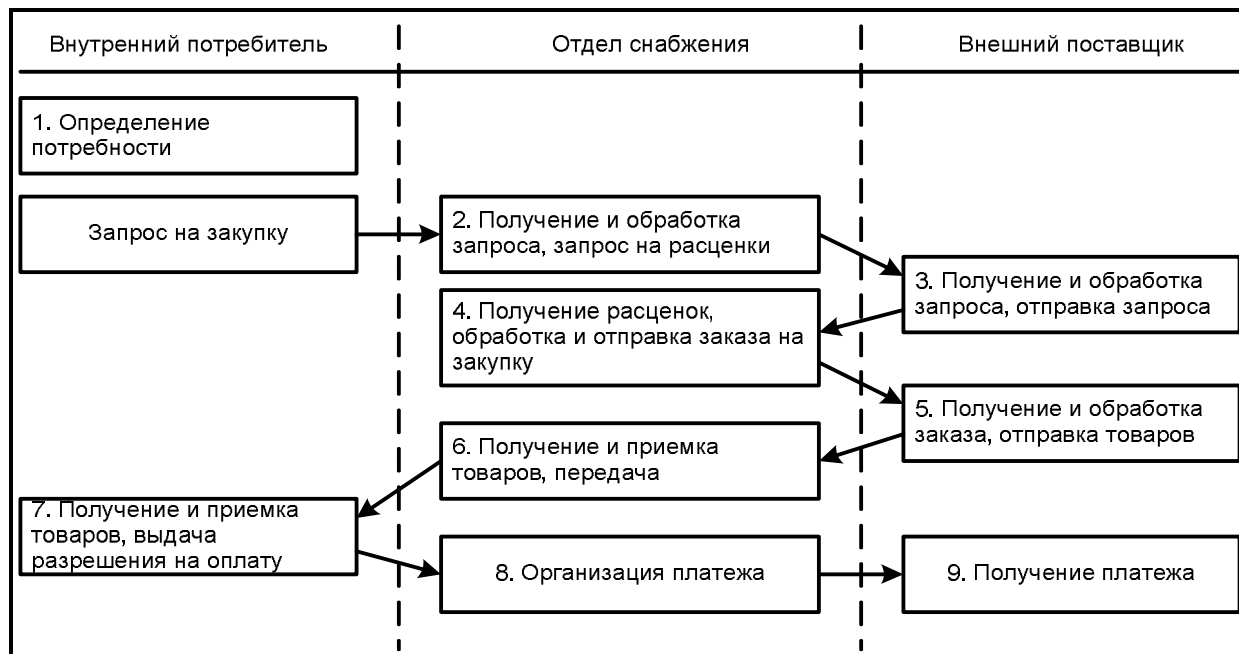 Внутренний потребитель
Отдел снабжения
Внешний поставщик
1. Определение
потребности
Запрос на закупку
2. Получение и обработка
запроса, запрос на расценки
3. Получение и обработка
запроса, отправка запроса
4. Получение расценок,
обработка и отправка заказа на
закупку
5. Получение и обработка
заказа, отправка товаров
6. Получение и приемка
товаров, передача
7. Получение и приемка
товаров, выдача
разрешения на оплату
8. Организация платежа
9. Получение платежа